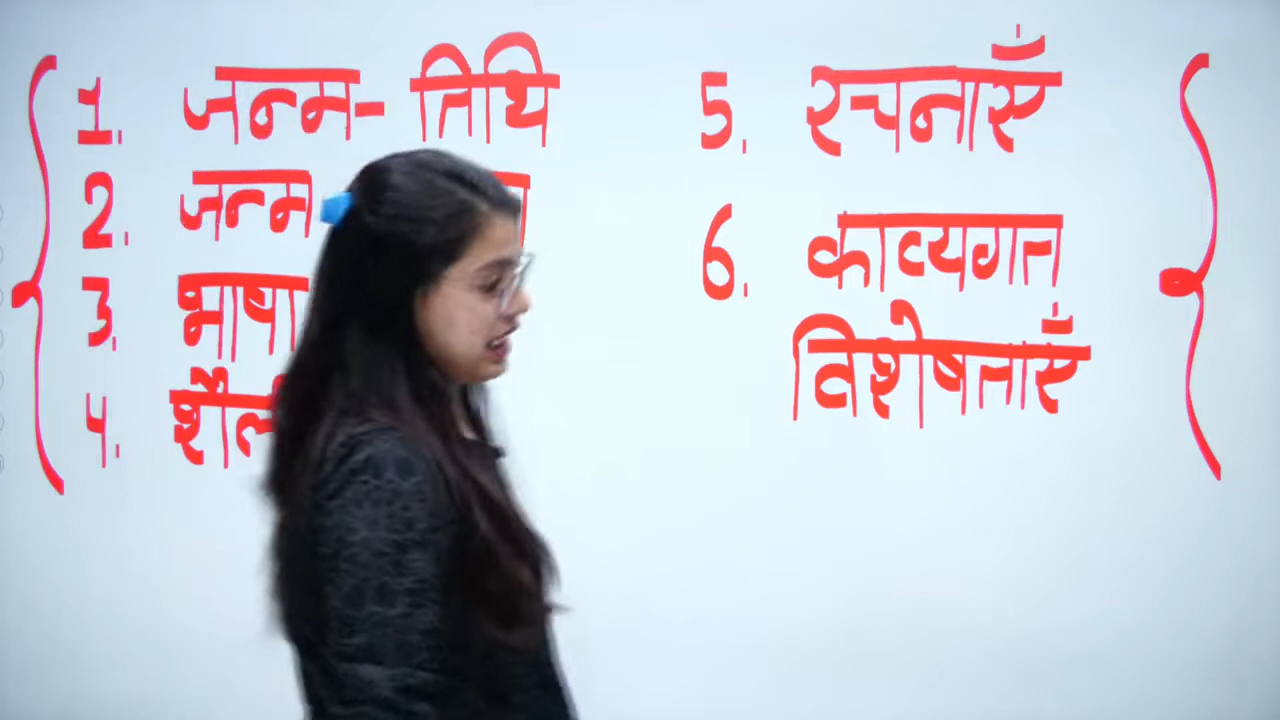 1. जन्म-तिथि
2. जन्म
3. भाषा
4.
5. रचनाएँ
6. काव्यगत
विशेषताएँ